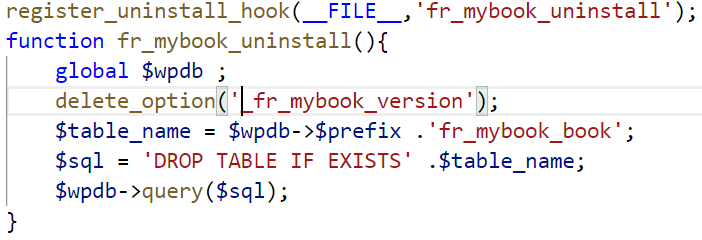 register_uninstall_hook(__FILE__,'fr_mybook_uninstall');
function fr_mybook_uninstall(){
    global $wpdb ;
    delete_option('_fr_mybook_version');
    $table_name = $wpdb->$prefix .'fr_mybook_book';
    $sql = 'DROP TABLE IF EXISTS' .$table_name;
    $wpdb->query($sql);
}